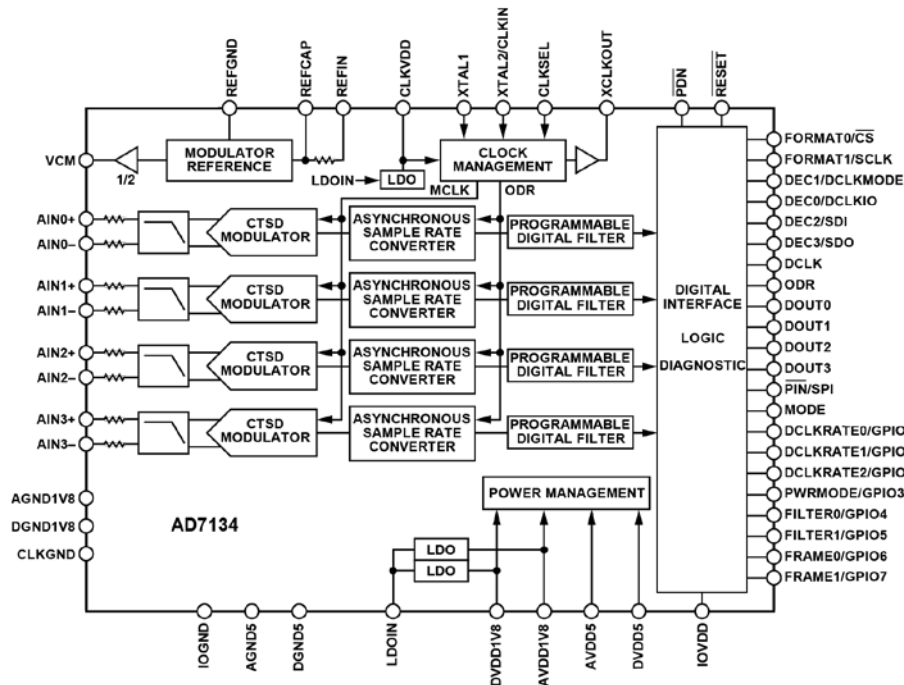 REFGND
REFCAP
REFIN
CLKVDD
XTAL1
XTAL2/CLKIN
CLKSEL
XCLKOUT
PDN
RESET
VCM
1/2
MODULATOR
REFERENCE
LDOIN
LDO
CLOCK
MANAGEMENT
MCLK
ODR
AIN0+
AIN0–
CTSD
MODULATOR
ASYNCHRONOUS
SAMPLE RATE
CONVERTER
PROGRAMMABLE
DIGITAL FILTER
AIN1+
AIN1–
CTSD
MODULATOR
ASYNCHRONOUS
SAMPLE RATE
CONVERTER
PROGRAMMABLE
DIGITAL FILTER
AIN2+
AIN2–
CTSD
MODULATOR
ASYNCHRONOUS
SAMPLE RATE
CONVERTER
PROGRAMMABLE
DIGITAL FILTER
AIN3+
AIN3–
CTSD
MODULATOR
ASYNCHRONOUS
SAMPLE RATE
CONVERTER
PROGRAMMABLE
DIGITAL FILTER
DIGITAL
INTERFACE
LOGIC
DIAGNOSTIC
FORMAT0/CS
FORMAT1/SCLK
DEC1/DCLKMODE
DEC0/DCLKIO
DEC2/SDI
DEC3/SDO
DCLK
ODR
DOUT0
DOUT1
DOUT2
DOUT3
PIN/SPI
MODE
DCLKRATE0/GPIO
DCLKRATE1/GPIO
DCLKRATE2/GPIO
PWRMODE/GPIO3
FILTER0/GPIO4
FILTER1/GPIO5
FRAME0/GPIO6
FRAME1/GPIO7
AGND1V8
DGND1V8
CLKGND
AD7134
POWER MANAGEMENT
LDO
LDO
IOGND
AGND5
DGND5
LDOIN
DVDD1V8
AVDD1V8
AVDD5
DVDD5
IOVDD